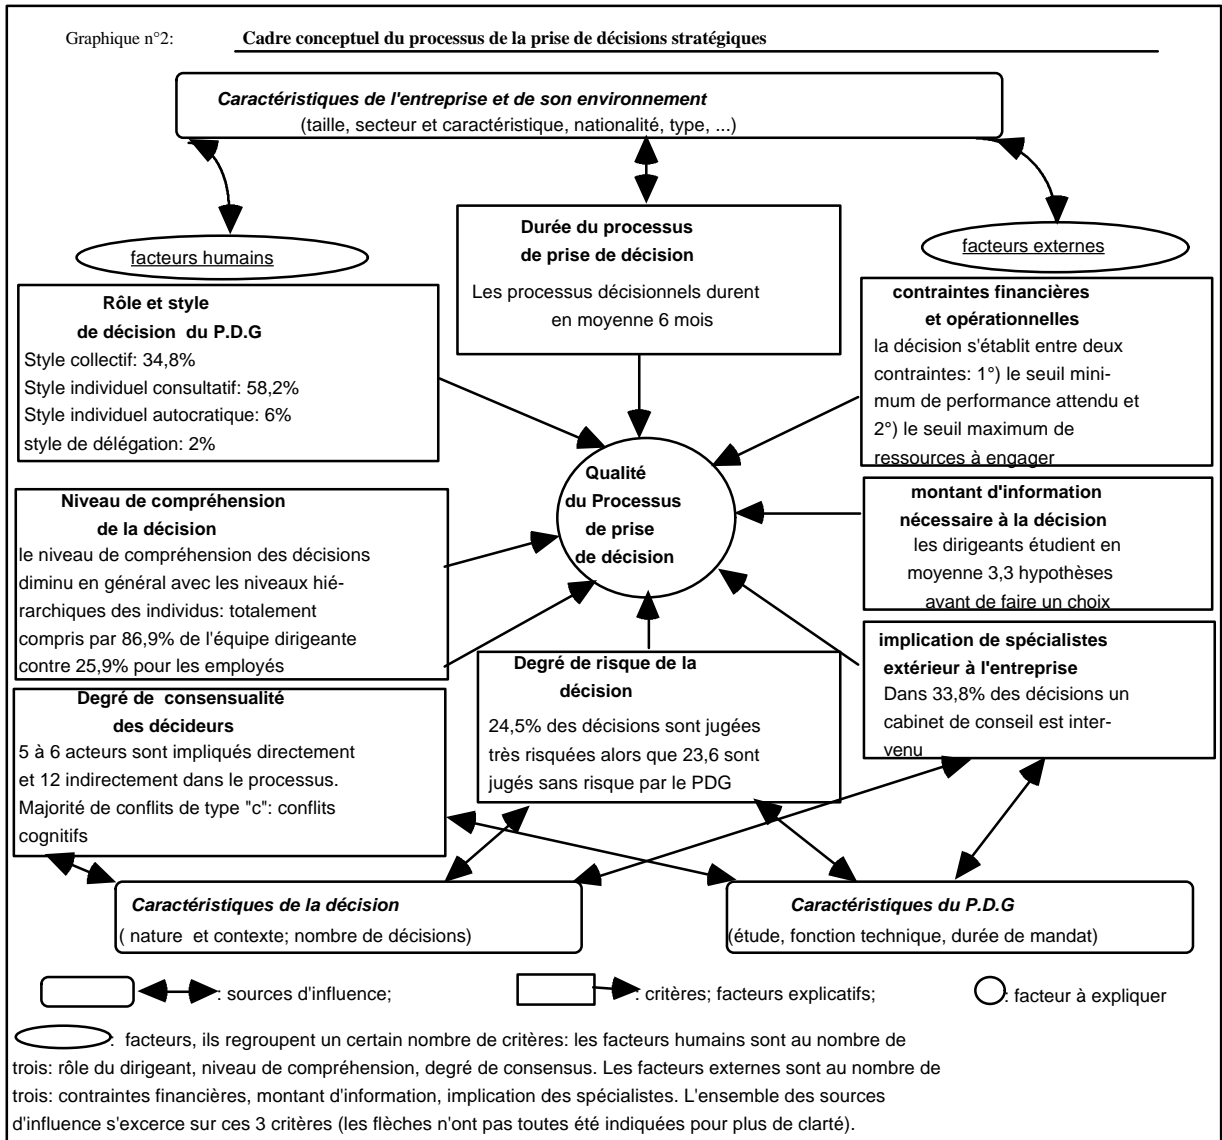 Graphique n°2: Cadre conceptuel du processus de la prise de décisions stratégiques
Caractéristiques de l'entreprise et de son environnement
(taille, secteur et caractéristique, nationalité, type, ...)
facteurs humains
Rôle et style
de décision du P.D.G
Style collectif: 34,8%
Style individuel consultatif: 58,2%
Style individuel autocratique: 6%
style de délégation: 2%
Niveau de compréhension
de la décision
le niveau de compréhension des décisions
diminu en général avec les niveaux hié-
rarchiques des individus: totalement
compris par 86,9% de l'équipe dirigeante
contre 25,9% pour les employés
Degré de consensualité
des décideurs
5 à 6 acteurs sont impliqués directement
et 12 indirectement dans le processus.
Majorité de conflits de type "c": conflits
cognitifs
Durée du processus
de prise de décision
Les processus décisionnels durent
en moyenne 6 mois
Qualité
du Processus
de prise
de décision
Degré de risque de la
décision
24,5% des décisions sont jugées
très risquées alors que 23,6 sont
jugés sans risque par le PDG
facteurs externes
contraintes financières
et opérationnelles
la décision s'établit entre deux
contraintes: 1°) le seuil mini-
mum de performance attendu et
2°) le seuil maximum de
ressources à engager
montant d'information
nécessaire à la décision
les dirigeants étudient en
moyenne 3,3 hypothèses
avant de faire un choix
implication de spécialistes
extérieur à l'entreprise
Dans 33,8% des décisions un
cabinet de conseil est inter-
venu
Caractéristiques de la décision
( nature et contexte; nombre de décisions)
Caractéristiques du P.D.G
(étude, fonction technique, durée de mandat)
: sources d'influence;
: critères; facteurs explicatifs;
: facteur à expliquer
: facteurs, ils regroupent un certain nombre de critères: les facteurs humains sont au nombre de
trois: rôle du dirigeant, niveau de compréhension, degré de consensus. Les facteurs externes sont au nombre de
trois: contraintes financières, montant d'information, implication des spécialistes. L'ensemble des sources
d'influence s'excerce sur ces 3 critères (les flèches n'ont pas toutes été indiquées pour plus de clarté).